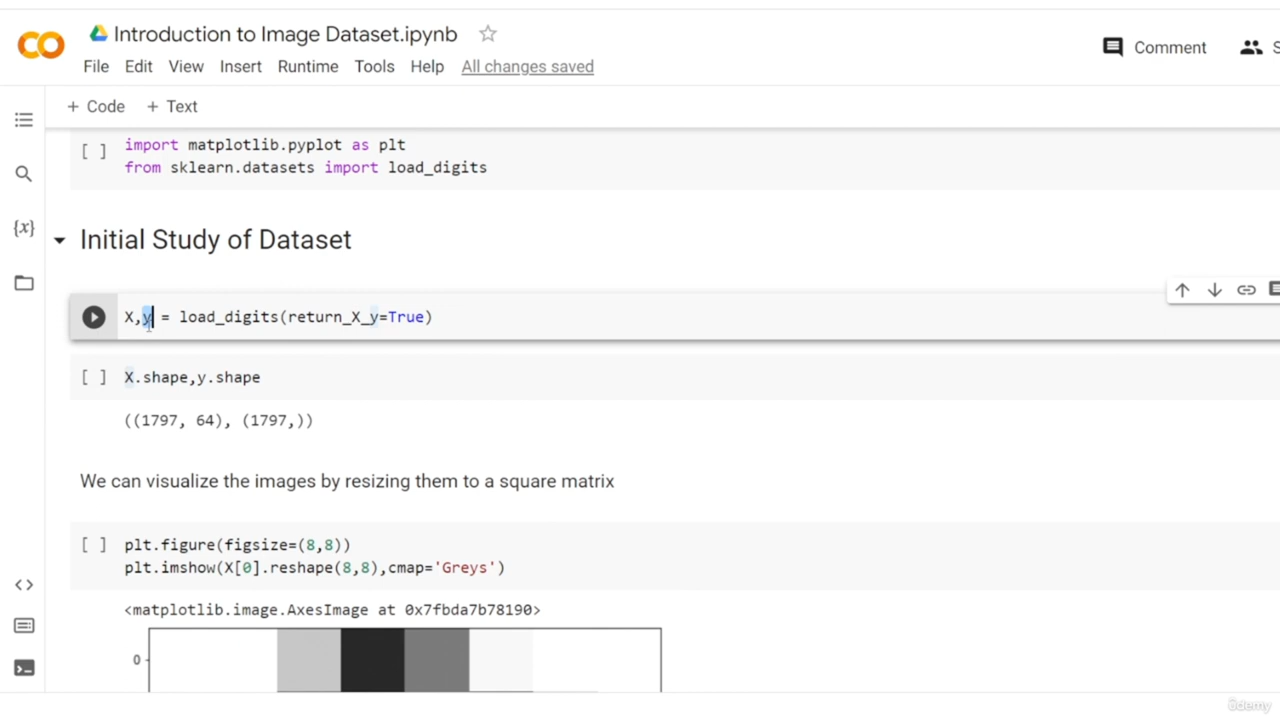 Introduction to Image Dataset.ipynb
Comment
S
File Edit View Insert Runtime Tools Help All changes saved
+ Code + Text
[ ] import matplotlib.pyplot as plt
from sklearn.datasets import load_digits
{x}
Initial Study of Dataset
X,y = load_digits(return_X_y=True)
[ ] X.shape,y.shape
((1797, 64), (1797,))
We can visualize the images by resizing them to a square matrix
[ ] plt.figure(figsize=(8,8))
plt.imshow(X[0].reshape(8,8),cmap='Greys')
<matplotlib.image.AxesImage at 0x7fbda7b78190>
0
ûdemy